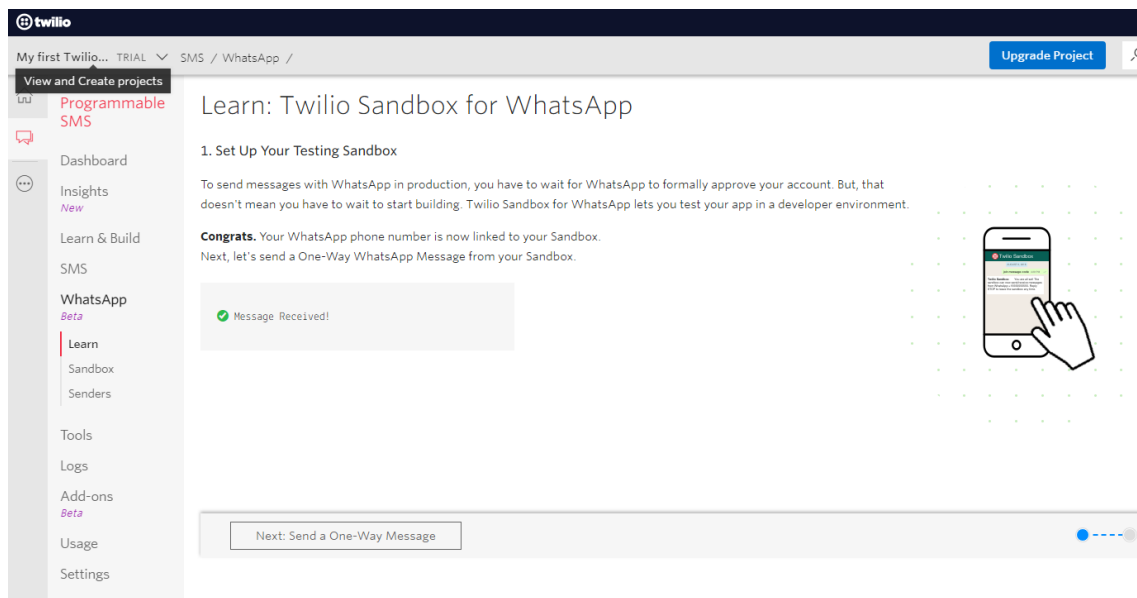 twilio
My first Twilio... TRIAL SMS / WhatsApp / Upgrade Project
View and Create projects
Programmable
SMS
Dashboard
Insights
New
Learn & Build
SMS
WhatsApp
Beta
Learn
Sandbox
Senders
Tools
Logs
Add-ons
Beta
Usage
Settings
Learn: Twilio Sandbox for WhatsApp
1. Set Up Your Testing Sandbox
To send messages with WhatsApp in production, you have to wait for WhatsApp to formally approve your account. But, that
doesn't mean you have to wait to start building. Twilio Sandbox for WhatsApp lets you test your app in a developer environment.
Congrats. Your WhatsApp phone number is now linked to your Sandbox.
Next, let's send a One-Way WhatsApp Message from your Sandbox.
Message Received!
Twilio Sandbox
Next: Send a One-Way Message